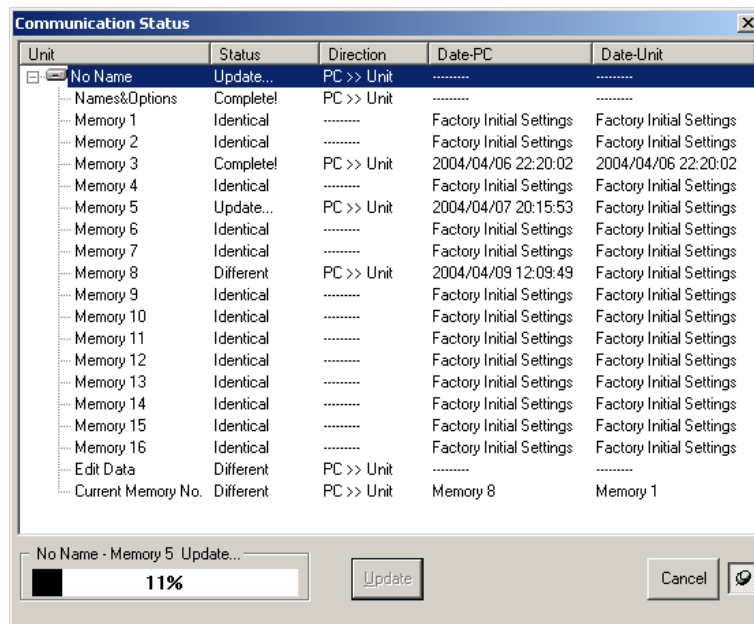 Communication Status
Unit Status Direction Date-PC Date-Unit
No Name Update... PC >> Unit --------- ---------
Names&Options Complete! PC >> Unit --------- ---------
Memory 1 Identical --------- Factory Initial Settings Factory Initial Settings
Memory 2 Identical --------- Factory Initial Settings Factory Initial Settings
Memory 3 Complete! PC >> Unit 2004/04/06 22:20:02 2004/04/06 22:20:02
Memory 4 Identical --------- Factory Initial Settings Factory Initial Settings
Memory 5 Update... PC >> Unit 2004/04/07 20:15:53 Factory Initial Settings
Memory 6 Identical --------- Factory Initial Settings Factory Initial Settings
Memory 7 Identical --------- Factory Initial Settings Factory Initial Settings
Memory 8 Different PC >> Unit 2004/04/09 12:09:49 Factory Initial Settings
Memory 9 Identical --------- Factory Initial Settings Factory Initial Settings
Memory 10 Identical --------- Factory Initial Settings Factory Initial Settings
Memory 11 Identical --------- Factory Initial Settings Factory Initial Settings
Memory 12 Identical --------- Factory Initial Settings Factory Initial Settings
Memory 13 Identical --------- Factory Initial Settings Factory Initial Settings
Memory 14 Identical --------- Factory Initial Settings Factory Initial Settings
Memory 15 Identical --------- Factory Initial Settings Factory Initial Settings
Memory 16 Identical --------- Factory Initial Settings Factory Initial Settings
Edit Data Different PC >> Unit --------- ---------
Current Memory No. Different PC >> Unit Memory 8 Memory 1
No Name - Memory 5 Update...
11%
Update
Cancel